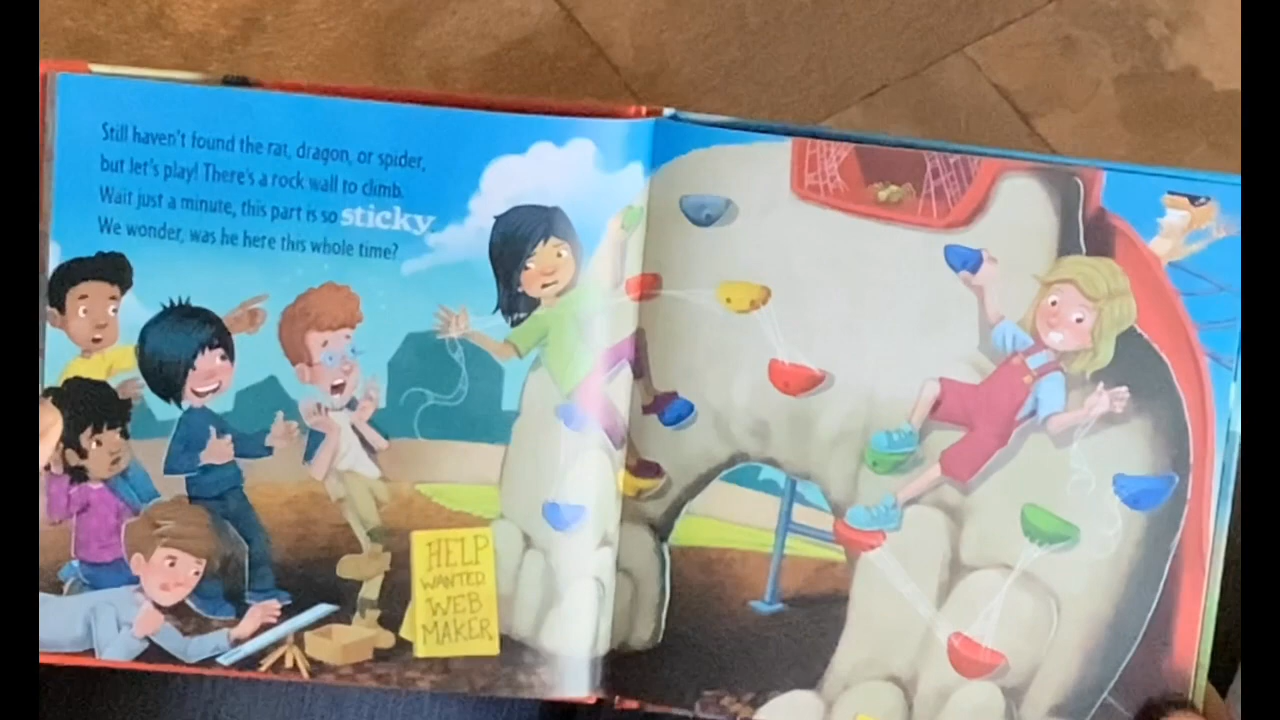 Still haven't found the rat, dragon, or spider,
but let's play! There's a rock wall to climb.
Wait just a minute, this part is so sticky.
We wonder, was he here this whole time?
HELP
WANTED
WEB
MAKER